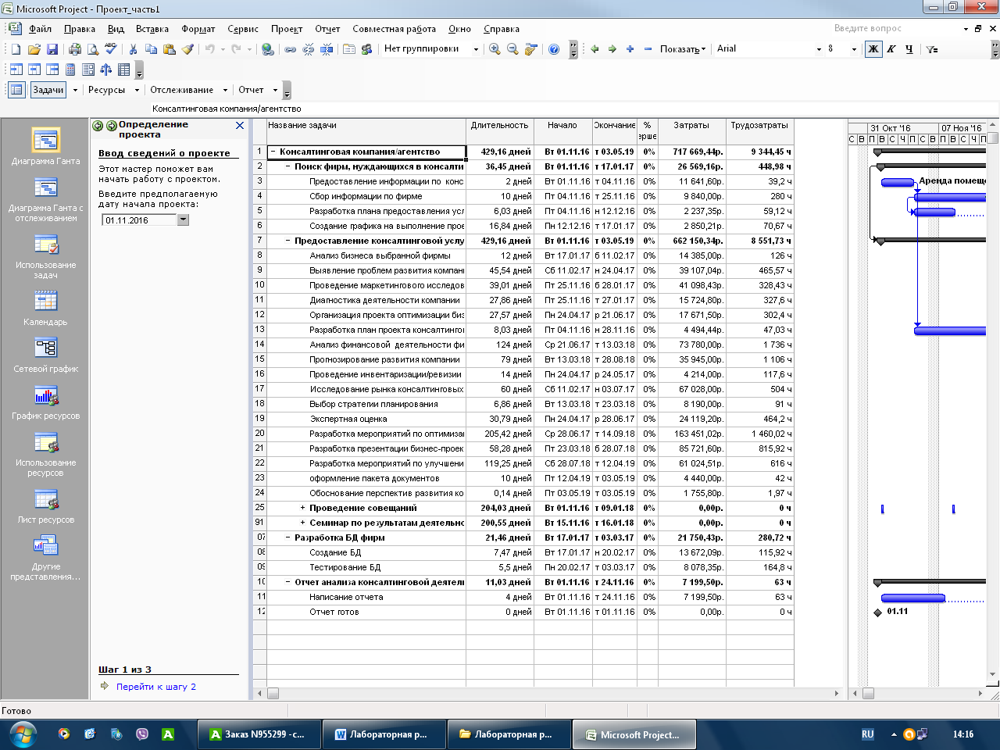 Microsoft Project - Проект_часть1
Файл Правка Вид Вставка Формат Сервис Проект Отчет Совместная работа Окно Справка Введите вопрос
Нет группировки Показать Arial 8 Ж К Ч
Задачи Ресурсы Отслеживание Отчет
Консалтинговая компания/агентство
Диаграмма Ганта
Диаграмма Ганта с отслеживанием
Использование задач
Календарь
Сетевой график
График ресурсов
Использование ресурсов
Лист ресурсов
Другие представления...
Определение проекта
Ввод сведений о проекте
Этот мастер поможет вам
начать работу с проектом.
Введите предполагаемую
дату начала проекта:
01.11.2016
Шаг 1 из 3
Перейти к шагу 2
Название задачи Длительность Начало Окончание % ерше Затраты Трудозатраты
1 − Консалтинговая компания/агентство 429,16 дней Вт 01.11.16 т 03.05.19 0% 717 669,44р. 9 344,45 ч
2 − Поиск фирм, нуждающихся в консалти 36,45 дней Вт 01.11.16 т 17.01.17 0% 26 569,16р. 448,98 ч
3 Предоставление информации по конс 2 дней Вт 01.11.16 т 04.11.16 0% 11 641,60р. 39,2 ч
4 Сбор информации по фирме 10 дней Пт 04.11.16 т 25.11.16 0% 9 840,00р. 280 ч
5 Разработка плана предоставления усл 6,03 дней Пт 04.11.16 н 12.12.16 0% 2 237,35р. 59,12 ч
6 Создание графика на выполнение прое 16,84 дней Пн 12.12.16 т 17.01.17 0% 2 850,21р. 70,67 ч
7 − Предоставление консалтинговой услу 429,16 дней Вт 01.11.16 т 03.05.19 0% 662 150,34р. 8 551,73 ч
8 Анализ бизнеса выбранной фирмы 12 дней Вт 17.01.17 б 11.02.17 0% 14 385,00р. 126 ч
9 Выявление проблем развития компан 45,54 дней Сб 11.02.17 н 24.04.17 0% 39 107,04р. 465,57 ч
10 Проведение маркетингового исследов 39,01 дней Пт 25.11.16 б 28.01.17 0% 41 098,43р. 328,43 ч
11 Диагностика деятельности компании 27,86 дней Пт 25.11.16 т 27.01.17 0% 15 724,80р. 327,6 ч
12 Организация проекта оптимизации биз 27,57 дней Пн 24.04.17 р 21.06.17 0% 17 671,50р. 302,4 ч
13 Разработка план проекта консалтингог 8,03 дней Пт 04.11.16 н 28.11.16 0% 4 494,44р. 47,03 ч
14 Анализ финансовой деятельности фи 124 дней Ср 21.06.17 т 13.03.18 0% 73 780,00р. 1 736 ч
15 Прогнозирование развития компании 79 дней Вт 13.03.18 т 28.08.18 0% 35 945,00р. 1 106 ч
16 Проведение инвентаризации/ревизии 14 дней Пн 24.04.17 р 24.05.17 0% 4 214,00р. 117,6 ч
17 Исследование рынка консалтинговых 60 дней Сб 11.02.17 н 03.07.17 0% 67 028,00р. 504 ч
18 Выбор стратегии планирования 6,86 дней Вт 13.03.18 т 23.03.18 0% 8 190,00р. 91 ч
19 Экспертная оценка 30,79 дней Пн 24.04.17 р 28.06.17 0% 24 119,20р. 464,2 ч
20 Разработка мероприятий по оптимиза 205,42 дней Ср 28.06.17 т 14.09.18 0% 163 451,02р. 1 460,02 ч
21 Разработка презентации бизнес-проек 58,28 дней Пт 23.03.18 б 28.07.18 0% 85 721,60р. 815,92 ч
22 Разработка мероприятий по улучшени 119,25 дней Сб 28.07.18 т 12.04.19 0% 61 024,51р. 616 ч
23 оформление пакета документов 10 дней Пт 12.04.19 т 03.05.19 0% 4 440,00р. 42 ч
24 Обоснование перспектив развития ко 0,14 дней Пт 03.05.19 т 03.05.19 0% 1 755,80р. 1,97 ч
25 + Проведение совещаний 204,03 дней Вт 01.11.16 т 09.01.18 0% 0,00р. 0 ч
91 + Семинар по результатам деятельно 200,55 дней Вт 15.11.16 т 16.01.18 0% 0,00р. 0 ч
07 − Разработка БД фирм 21,46 дней Вт 17.01.17 т 03.03.17 0% 21 750,43р. 280,72 ч
08 Создание БД 7,47 дней Вт 17.01.17 н 20.02.17 0% 13 672,09р. 115,92 ч
09 Тестирование БД 5,5 дней Пн 20.02.17 т 03.03.17 0% 8 078,35р. 164,8 ч
10 − Отчет анализа консалтинговой деятелн 11,03 дней Вт 01.11.16 т 24.11.16 0% 7 199,50р. 63 ч
11 Написание отчета 4 дней Вт 01.11.16 т 24.11.16 0% 7 199,50р. 63 ч
12 Отчет готов 0 дней Вт 01.11.16 т 01.11.16 0% 0,00р. 0 ч
31 Окт '16 07 Ноя '16
С В П В С Ч П С В П В С Ч П
Аренда помеще
01.11
Готово
Заказ N955299 - с... Лабораторная р... Лабораторная р... Microsoft Project... RU 14:16